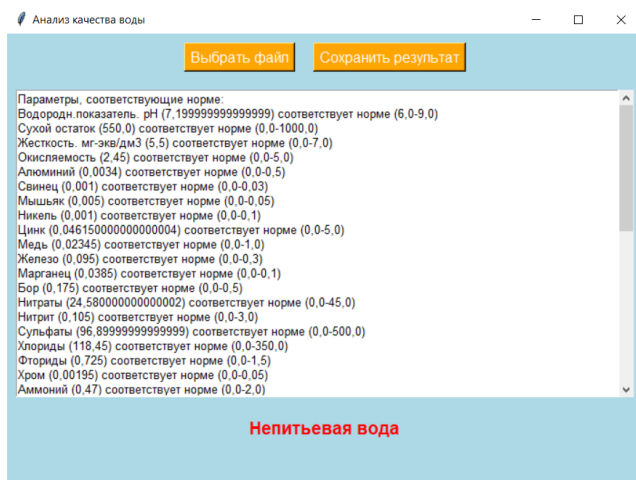 Анализ качества воды
Выбрать файл
Сохранить результат
Параметры, соответствующие норме:
Водородн.показатель. pH (7,199999999999999) соответствует норме (6,0-9,0)
Сухой остаток (550,0) соответствует норме (0,0-1000,0)
Жесткость. мг-экв/дм3 (5,5) соответствует норме (0,0-7,0)
Окисляемость (2,45) соответствует норме (0,0-5,0)
Алюминий (0,0034) соответствует норме (0,0-0,5)
Свинец (0,001) соответствует норме (0,0-0,03)
Мышьяк (0,005) соответствует норме (0,0-0,05)
Никель (0,001) соответствует норме (0,0-0,1)
Цинк (0,046150000000000004) соответствует норме (0,0-5,0)
Медь (0,02345) соответствует норме (0,0-1,0)
Железо (0,095) соответствует норме (0,0-0,3)
Марганец (0,0385) соответствует норме (0,0-0,1)
Бор (0,175) соответствует норме (0,0-0,5)
Нитраты (24,580000000000002) соответствует норме (0,0-45,0)
Нитрит (0,105) соответствует норме (0,0-3,0)
Сульфаты (96,89999999999999) соответствует норме (0,0-500,0)
Хлориды (118,45) соответствует норме (0,0-350,0)
Фториды (0,725) соответствует норме (0,0-1,5)
Хром (0,00195) соответствует норме (0,0-0,05)
Аммоний (0,47) соответствует норме (0,0-2,0)
Непитьевая вода